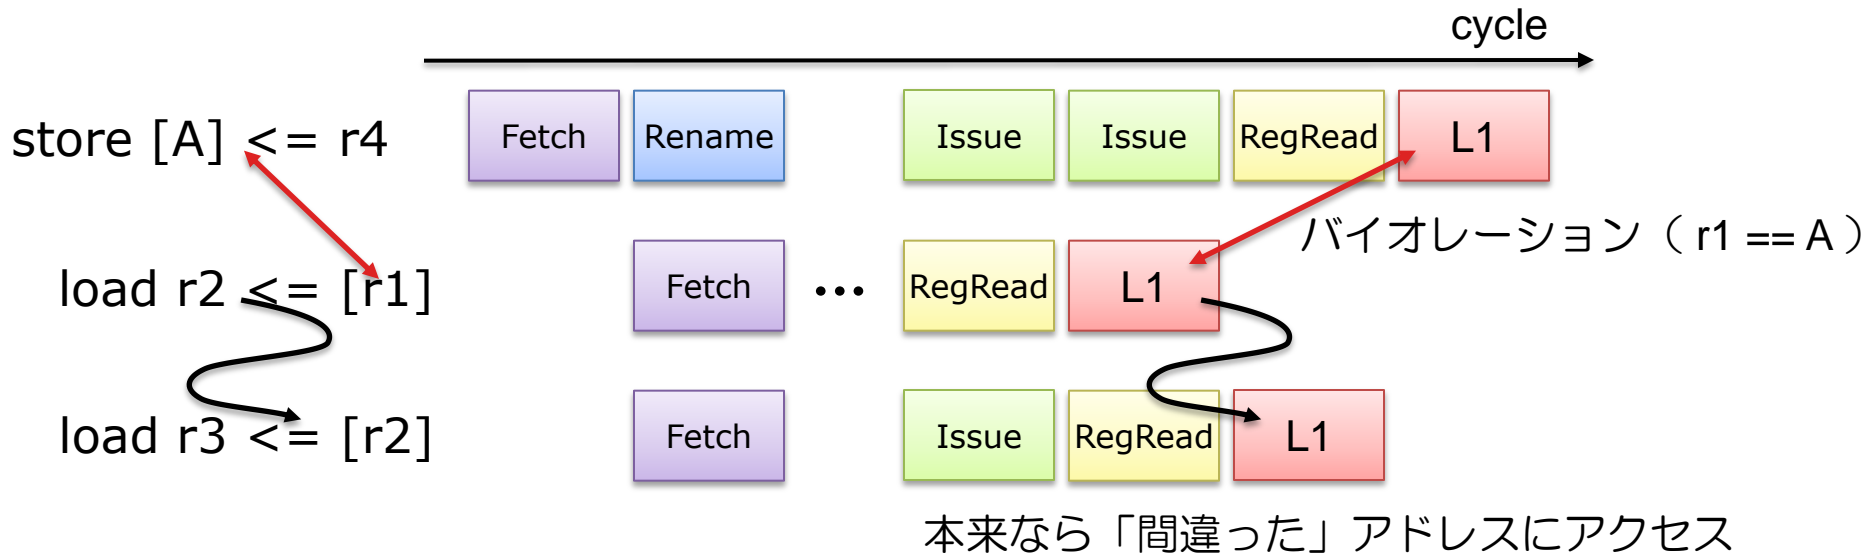 cycle
store [A] <= r4 Fetch Rename Issue Issue RegRead L1
バイオレーション（ r1 == A ）
load r2 <= [r1] Fetch ••• RegRead L1
load r3 <= [r2] Fetch Issue RegRead L1
本来なら「間違った」アドレスにアクセス